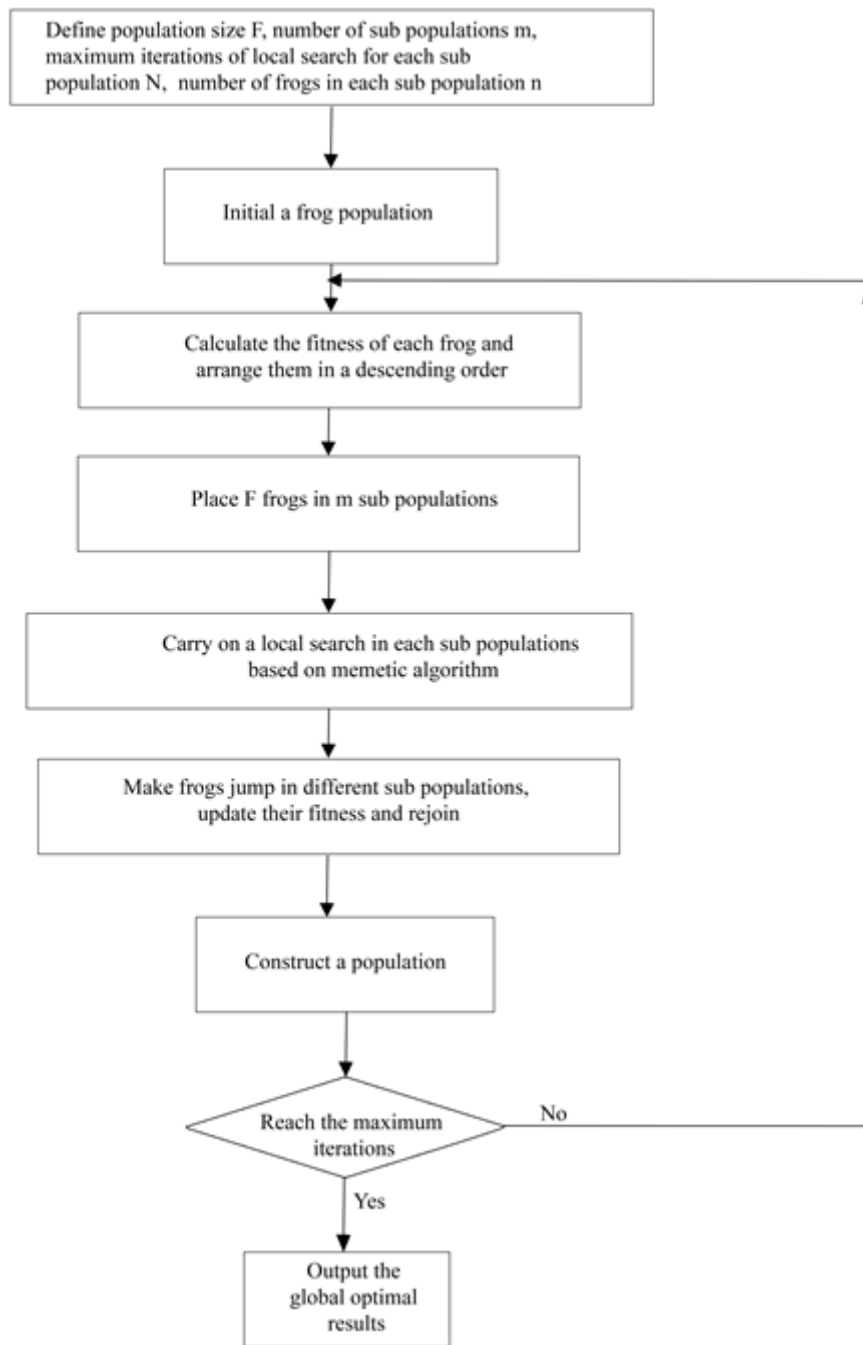 Define population size F, number of sub populations m,
maximum iterations of local search for each sub
population N, number of frogs in each sub population n
Initial a frog population
Calculate the fitness of each frog and
arrange them in a descending order
Place F frogs in m sub populations
Carry on a local search in each sub populations
based on memetic algorithm
Make frogs jump in different sub populations,
update their fitness and rejoin
Construct a population
Reach the maximum
iterations
No
Yes
Output the
global optimal
results